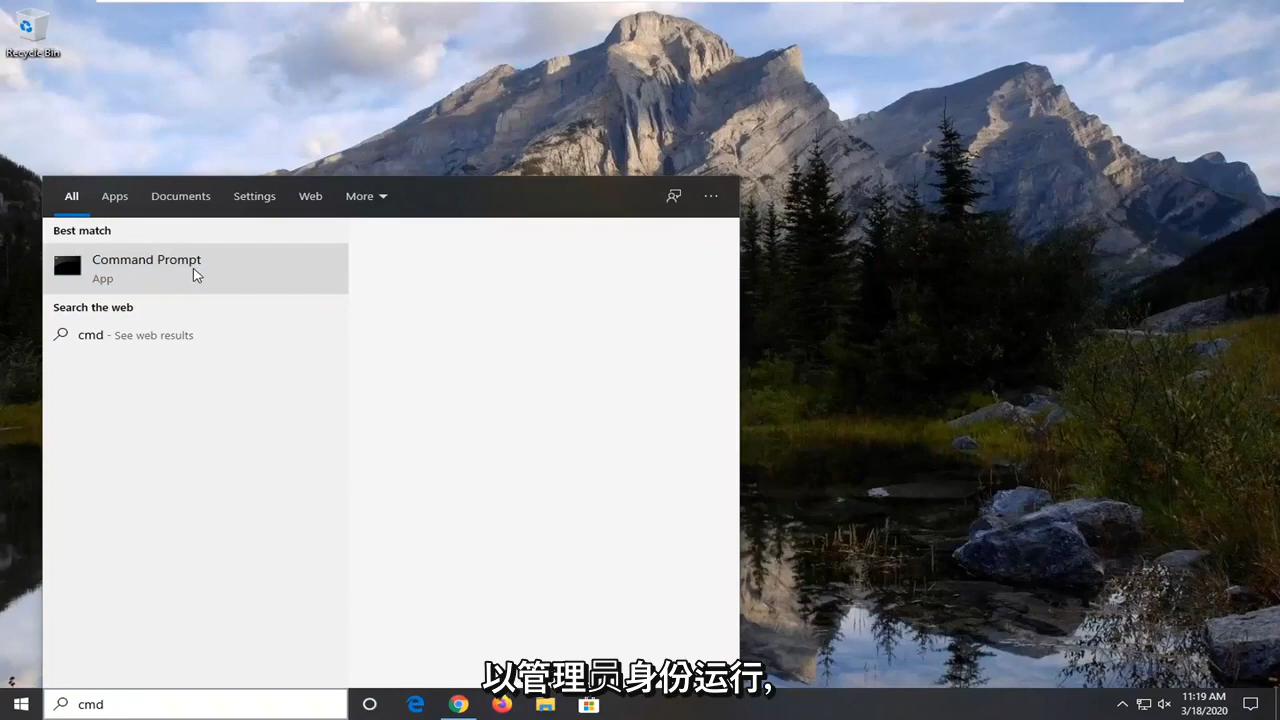 Recycle Bin
All Apps Documents Settings Web More
Best match
Command Prompt
App
Search the web
cmd - See web results
以管理员身份运行,
cmd
11:19 AM
3/18/2020